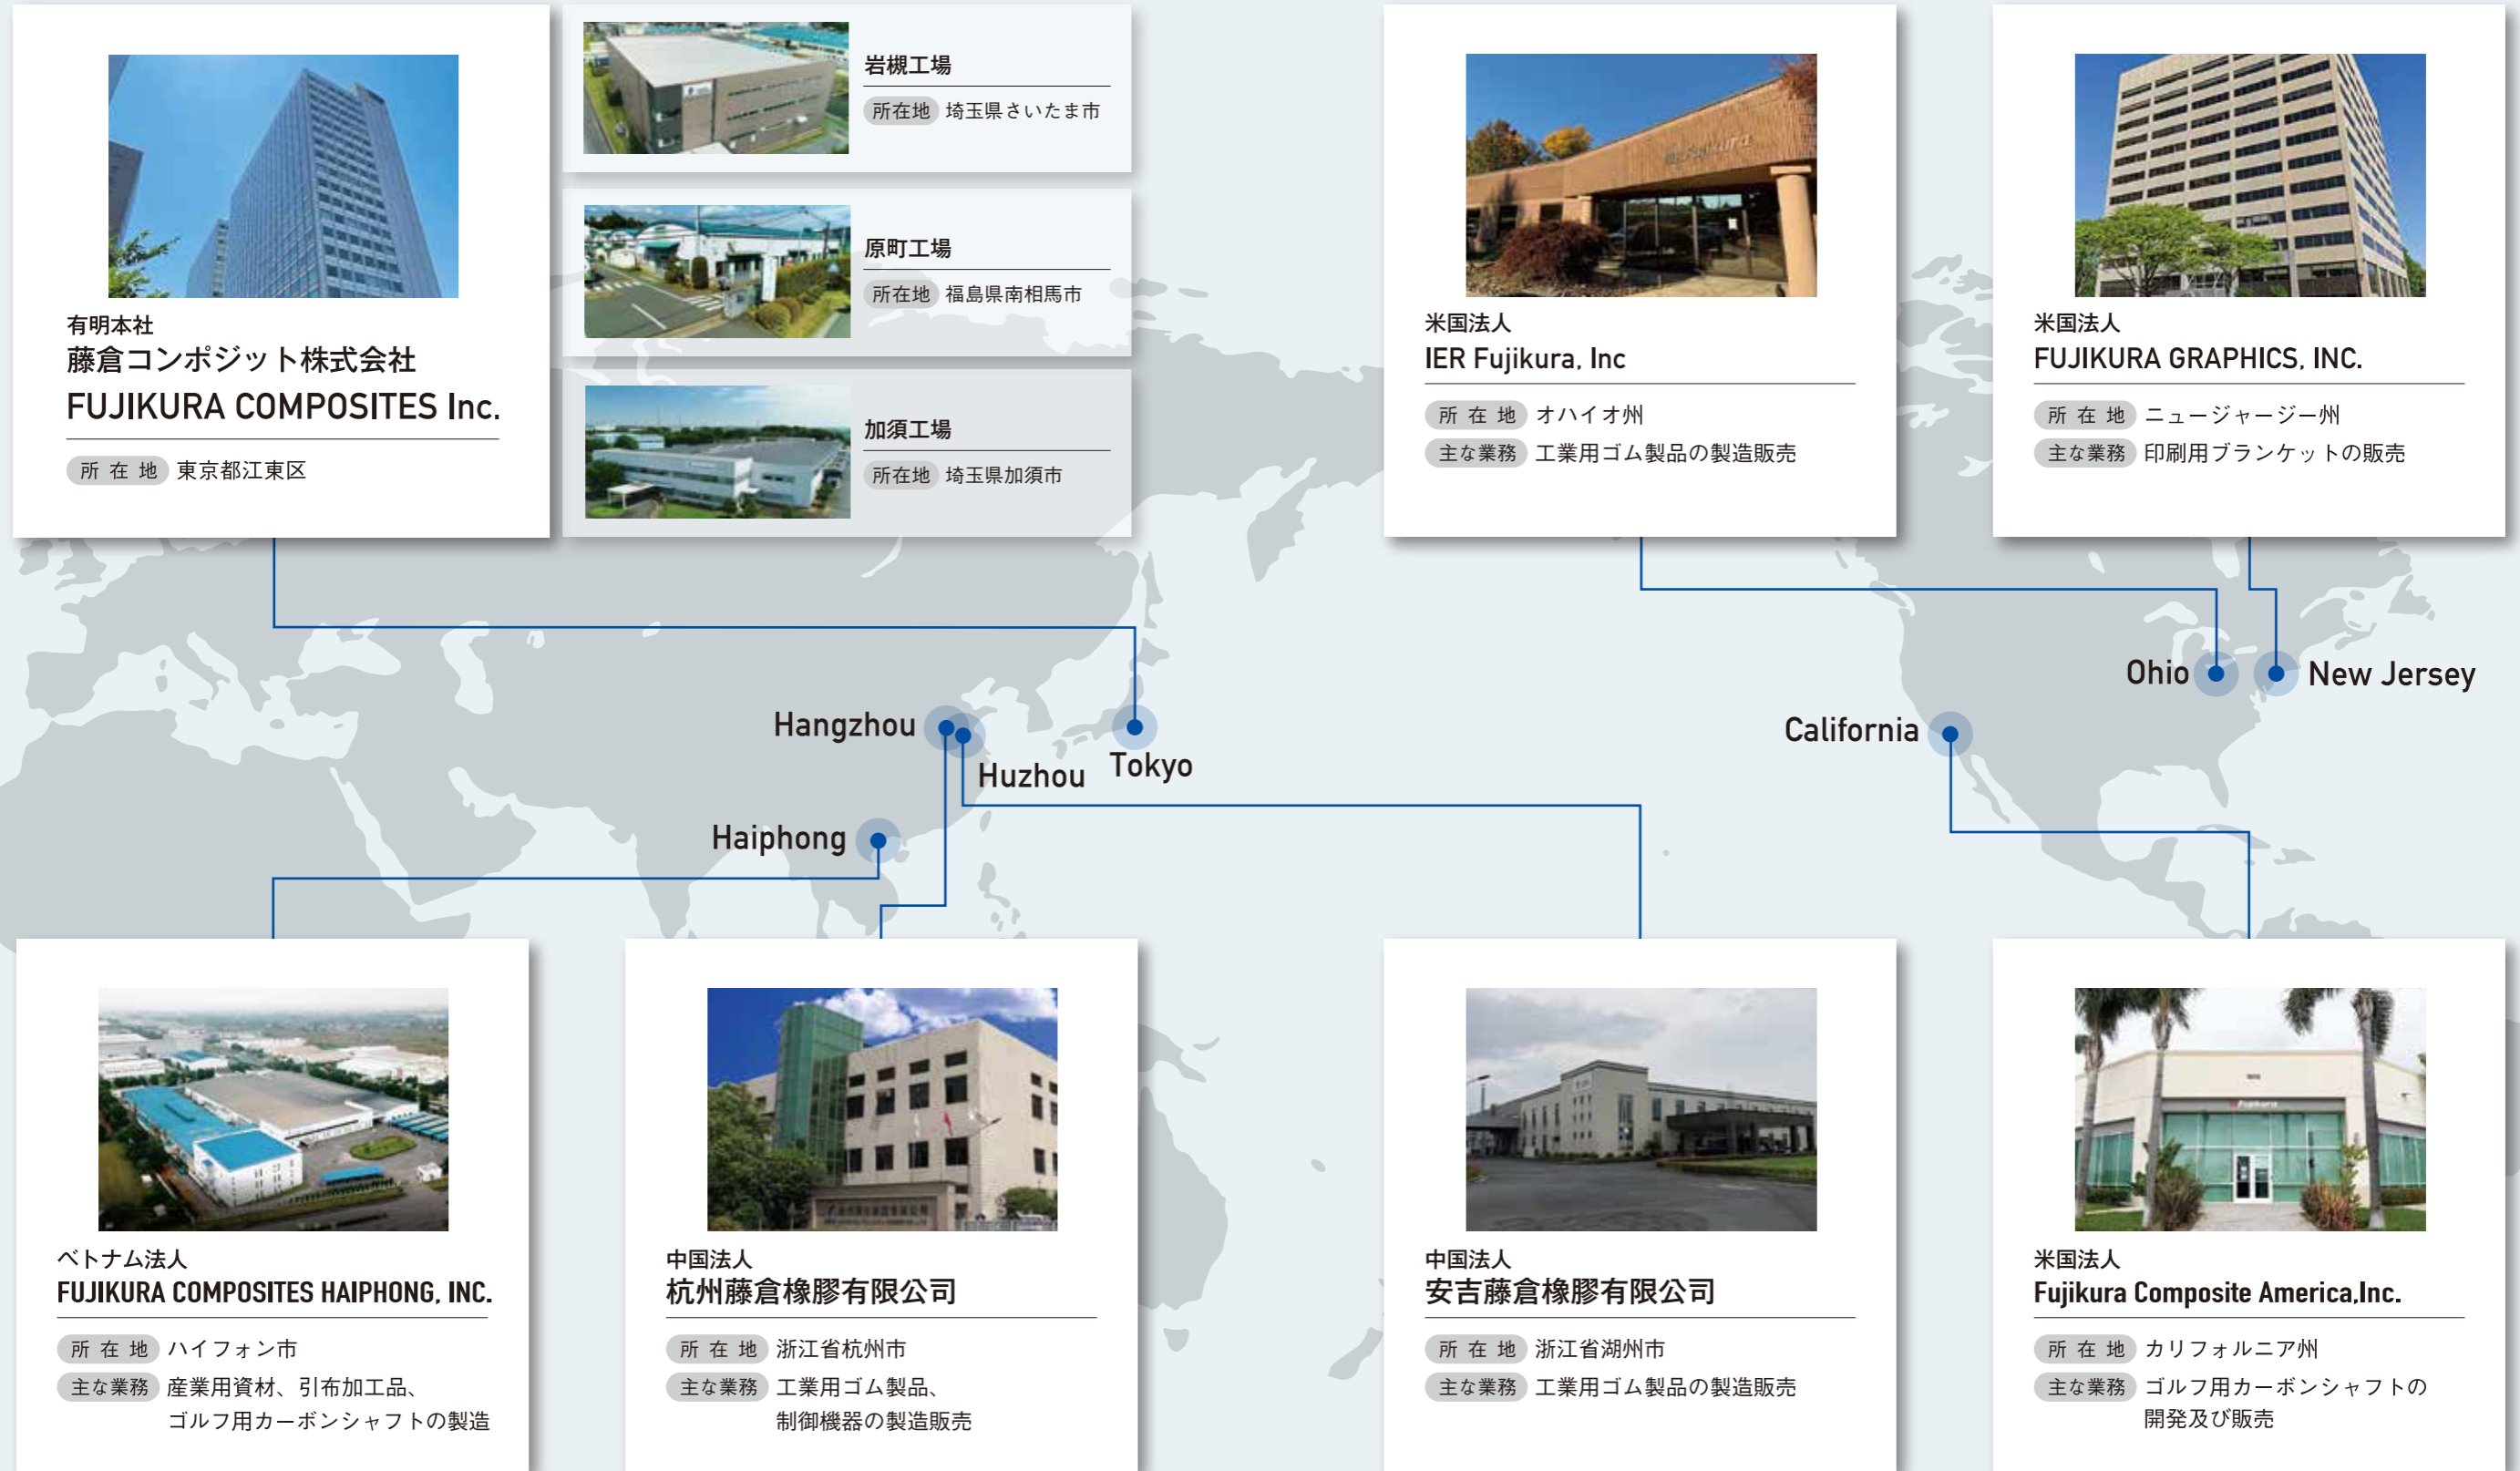 有明本社
藤倉コンポジット株式会社
FUJIKURA COMPOSITES Inc.
所在地 東京都江東区
岩槻工場
所在地 埼玉県さいたま市
原町工場
所在地 福島県南相馬市
加須工場
所在地 埼玉県加須市
米国法人
IER Fujikura, Inc
所在地 オハイオ州
主な業務 工業用ゴム製品の製造販売
米国法人
FUJIKURA GRAPHICS, INC.
所在地 ニュージャージー州
主な業務 印刷用ブランケットの販売
Ohio
New Jersey
California
Hangzhou
Huzhou
Tokyo
Haiphong
ベトナム法人
FUJIKURA COMPOSITES HAIPHONG, INC.
所在地 ハイフォン市
主な業務 産業用資材、引布加工品、
ゴルフ用カーボンシャフトの製造
中国法人
杭州藤倉橡膠有限公司
所在地 浙江省杭州市
主な業務 工業用ゴム製品、
制御機器の製造販売
中国法人
安吉藤倉橡膠有限公司
所在地 浙江省湖州市
主な業務 工業用ゴム製品の製造販売
米国法人
Fujikura Composite America,Inc.
所在地 カリフォルニア州
主な業務 ゴルフ用カーボンシャフトの
開発及び販売